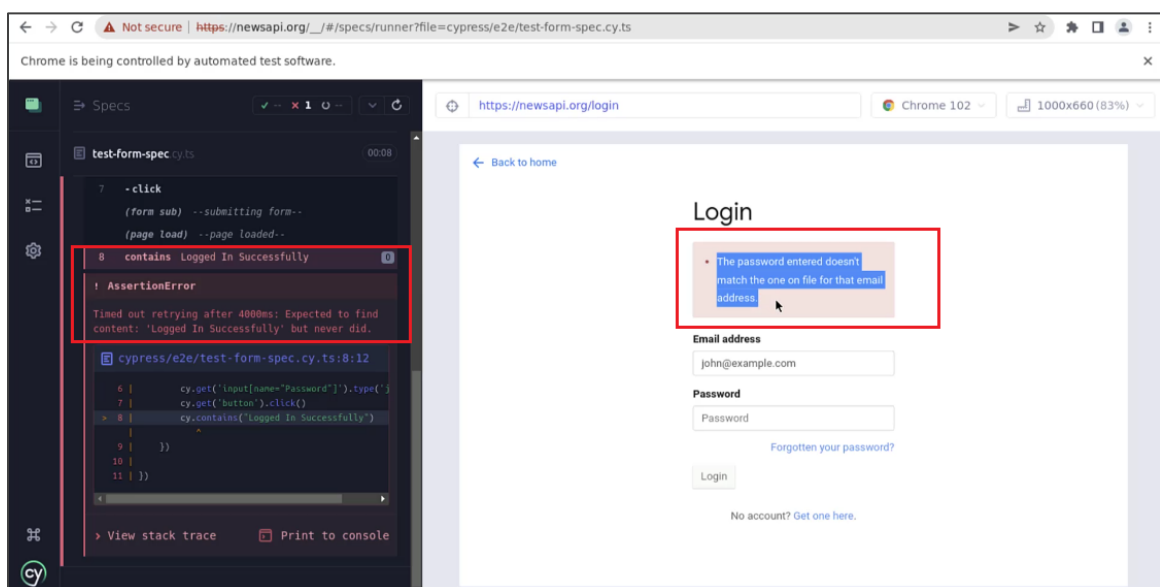 Not secure | https://newsapi.org/__/#/specs/runner?file=cypress/e2e/test-form-spec.cy.ts
Chrome is being controlled by automated test software.
Specs
-- 1 --
test-form-spec.cy.ts 00:08
7 -click
(form sub) --submitting form--
(page load) --page loaded--
8 contains Logged In Successfully 0
! AssertionError
Timed out retrying after 4000ms: Expected to find
content: 'Logged In Successfully' but never did.
cypress/e2e/test-form-spec.cy.ts:8:12
6 | cy.get('input[name="Password"]').type('j
7 | cy.get('button').click()
> 8 | cy.contains("Logged In Successfully")
| ^
9 | })
10 |
11 | })
> View stack trace
Print to console
cy
https://newsapi.org/login
Chrome 102
1000x660 (83%)
← Back to home
Login
• The password entered doesn't
match the one on file for that email
address.
Email address
john@example.com
Password
Password
Forgotten your password?
Login
No account? Get one here.